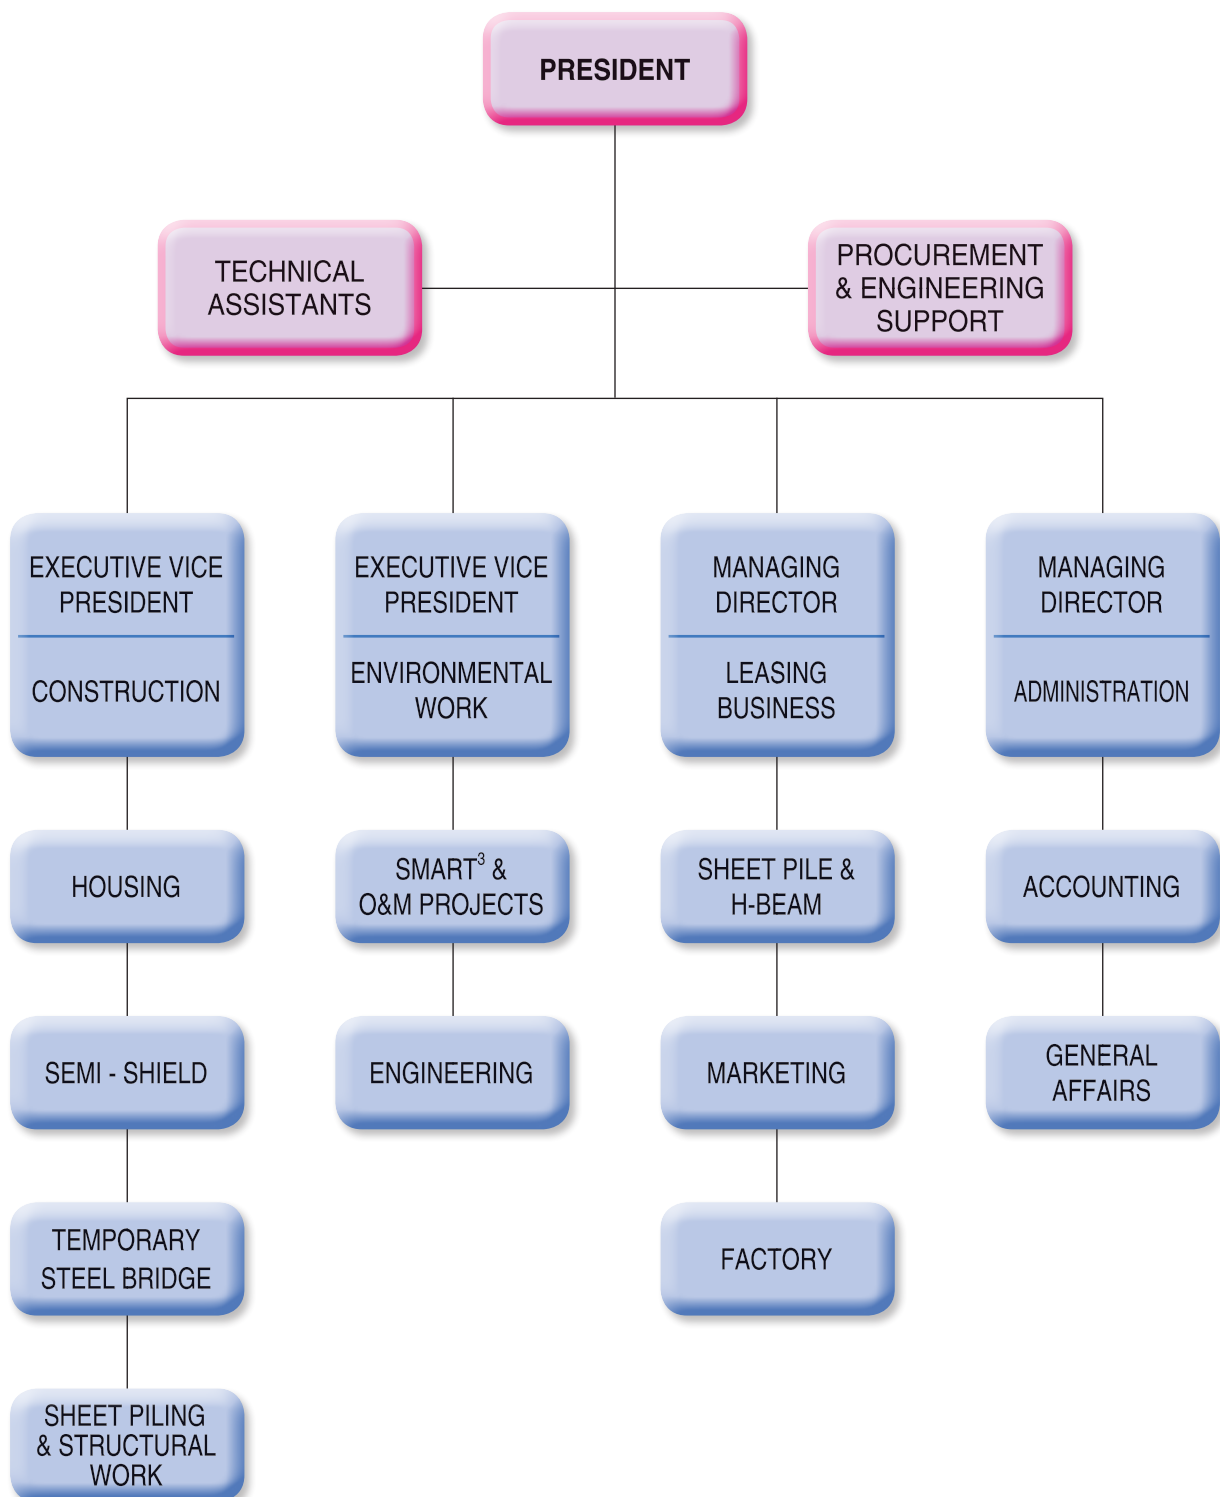 PRESIDENT
TECHNICAL
ASSISTANTS
PROCUREMENT
& ENGINEERING
SUPPORT
EXECUTIVE VICE
PRESIDENT
CONSTRUCTION
EXECUTIVE VICE
PRESIDENT
ENVIRONMENTAL
WORK
MANAGING
DIRECTOR
LEASING
BUSINESS
MANAGING
DIRECTOR
ADMINISTRATION
HOUSING
SMART³ &
O&M PROJECTS
SHEET PILE &
H-BEAM
ACCOUNTING
SEMI - SHIELD
ENGINEERING
MARKETING
GENERAL
AFFAIRS
TEMPORARY
STEEL BRIDGE
FACTORY
SHEET PILING
& STRUCTURAL
WORK